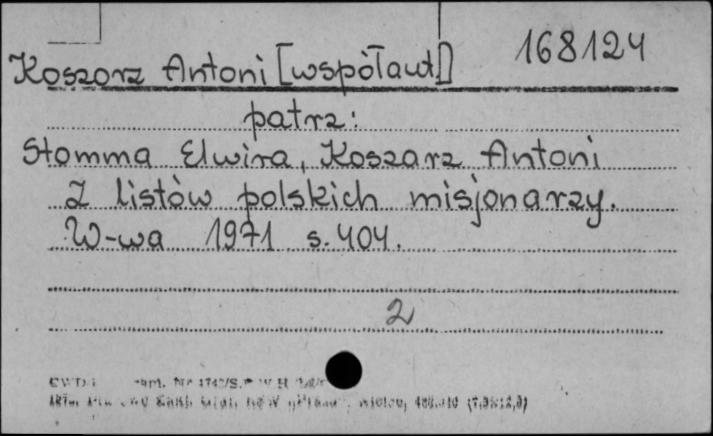 Koszorz Antoni [współaut.] 168124
patrz:
Stomma Elwira, Koszarz Antoni
Z listów polskich misjonarzy.
W-wa 1971 s. 404.
2